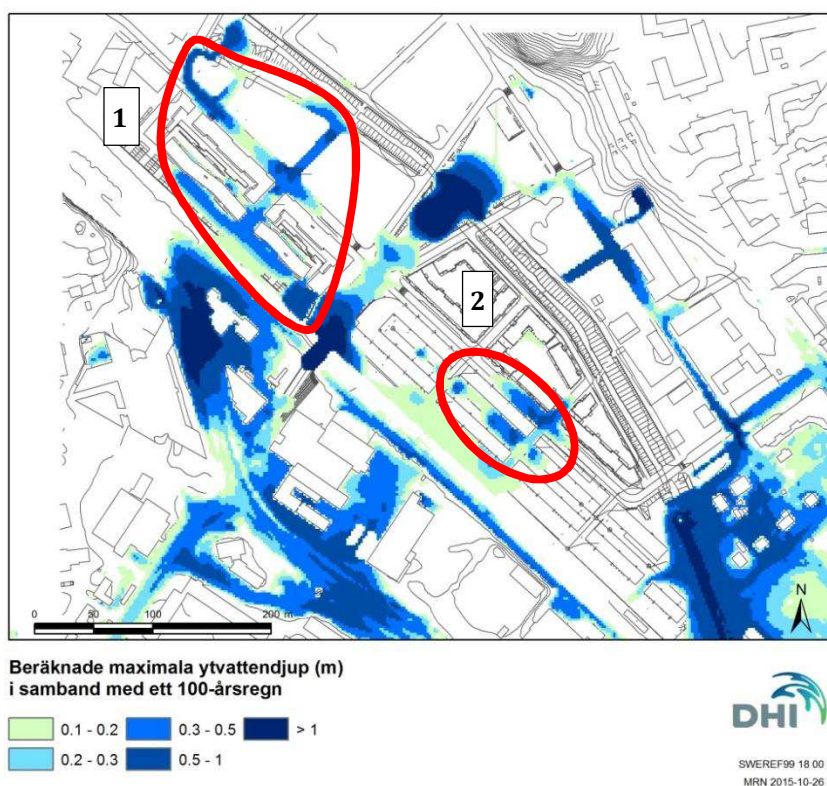 1
2
0 50 100 200 m
N
Beräknade maximala ytvattendjup (m)
i samband med ett 100-årsregn
0.1 - 0.2 0.3 - 0.5 > 1
0.2 - 0.3 0.5 - 1
DHI
SWEREF99 18 00
MRN 2015-10-26